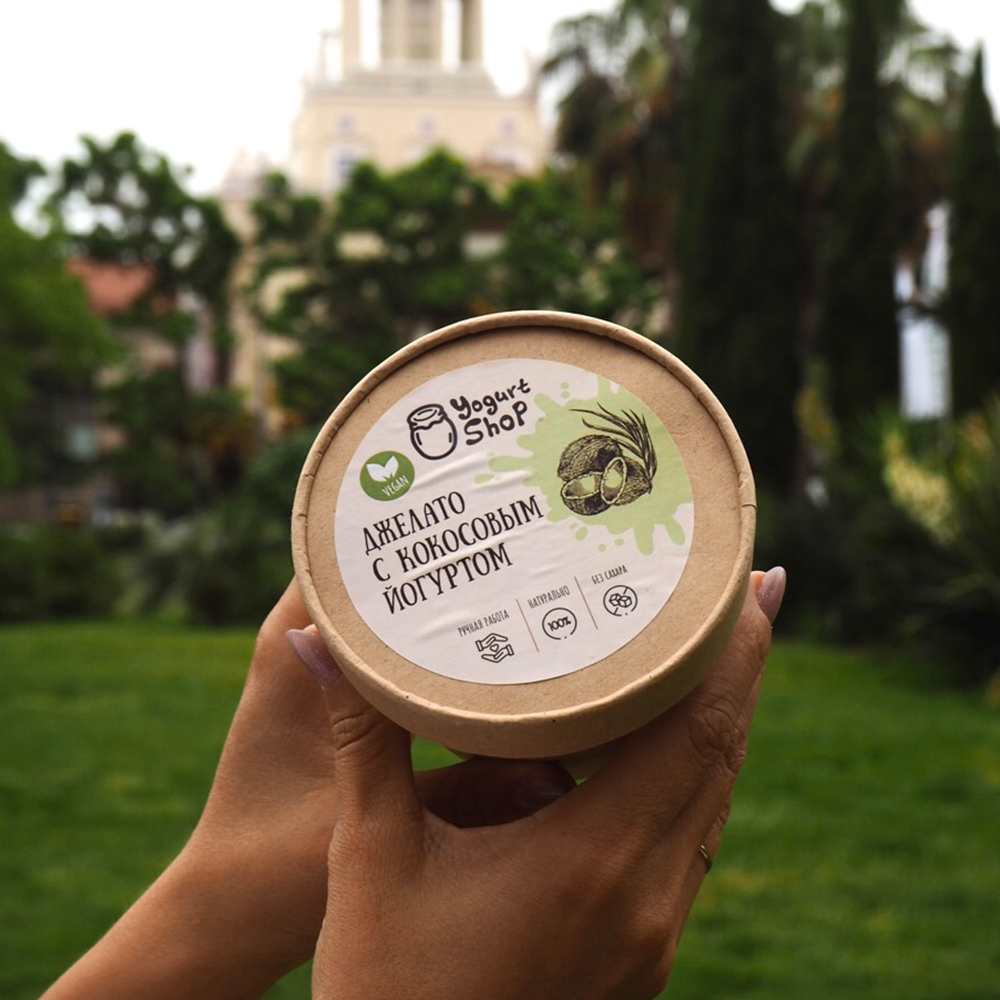 Yogurt
Shop
VEGAN
ДЖЕЛАТО
С КОКОСОВЫМ
ЙОГУРТОМ
РУЧНАЯ РАБОТА
НАТУРАЛЬНО
БЕЗ САХАРА
100%